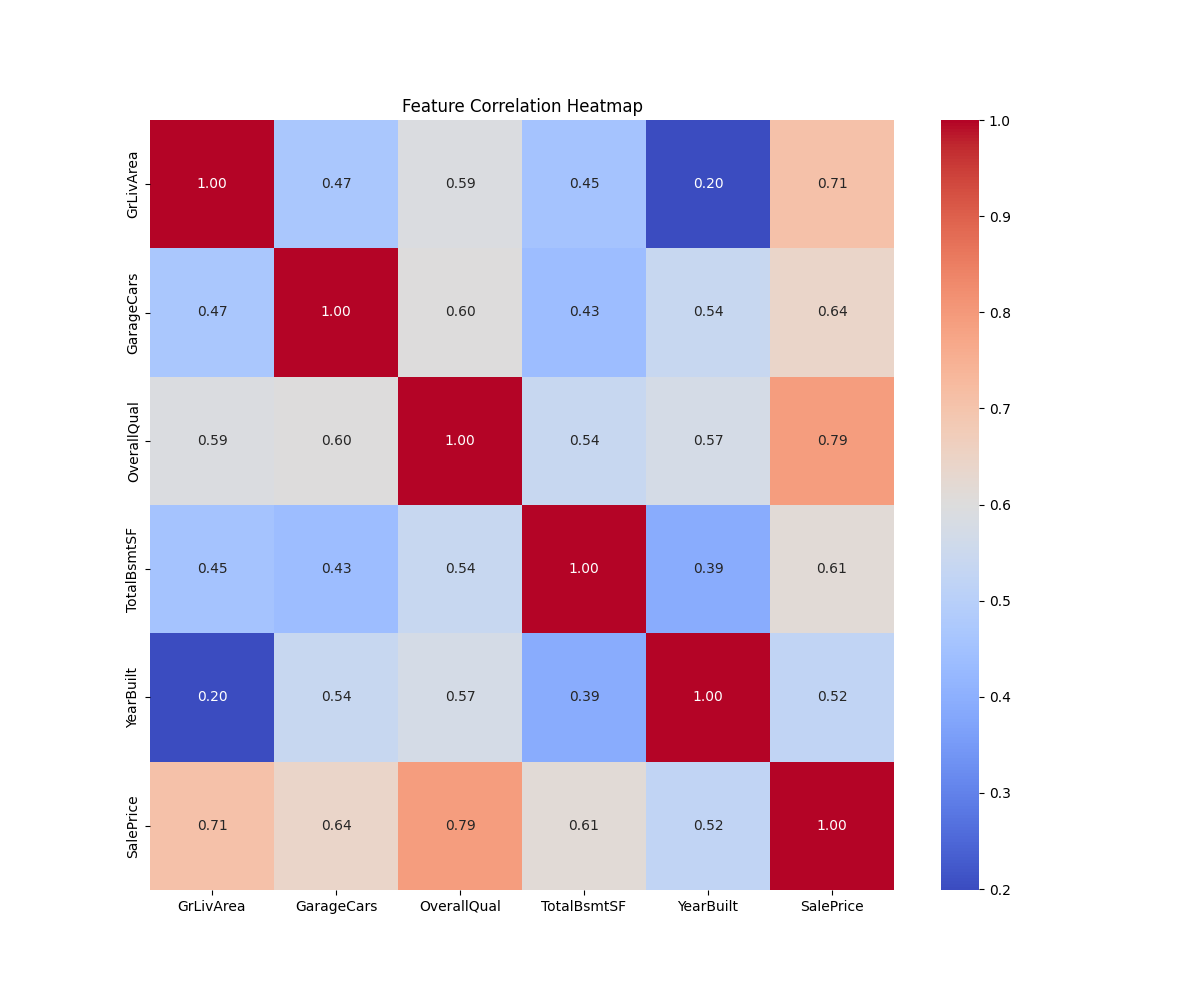 Feature Correlation Heatmap
GrLivArea 1.00 0.47 0.59 0.45 0.20 0.71
GarageCars 0.47 1.00 0.60 0.43 0.54 0.64
OverallQual 0.59 0.60 1.00 0.54 0.57 0.79
TotalBsmtSF 0.45 0.43 0.54 1.00 0.39 0.61
YearBuilt 0.20 0.54 0.57 0.39 1.00 0.52
SalePrice 0.71 0.64 0.79 0.61 0.52 1.00
GrLivArea GarageCars OverallQual TotalBsmtSF YearBuilt SalePrice
1.0
0.9
0.8
0.7
0.6
0.5
0.4
0.3
0.2